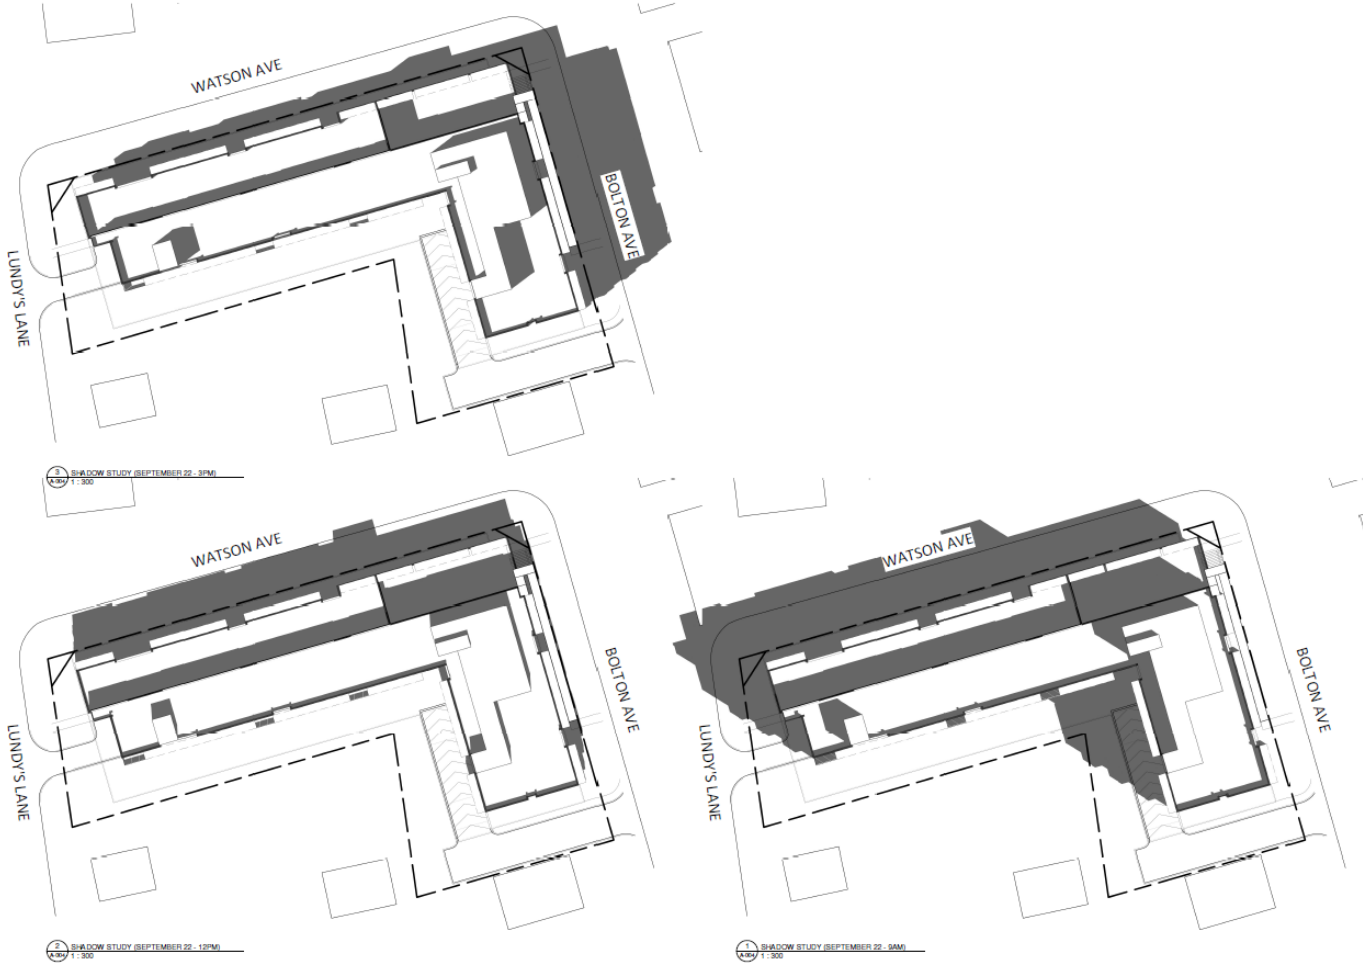 WATSON AVE
BOLTON AVE
LUNDY'S LANE
3 SHADOW STUDY (SEPTEMBER 22 - 3PM)
A-004 1 : 300
WATSON AVE
BOLTON AVE
LUNDY'S LANE
2 SHADOW STUDY (SEPTEMBER 22 - 12PM)
A-004 1 : 300
WATSON AVE
BOLTON AVE
LUNDY'S LANE
1 SHADOW STUDY (SEPTEMBER 22 - 9AM)
A-004 1 : 300